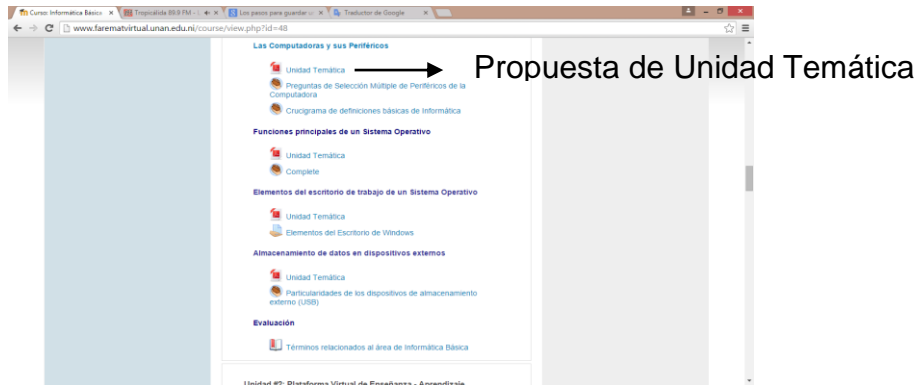 Curso: Informática Básica
Tropicálida 89.9 FM - 
Los pasos para guardar u
Traductor de Google
www.farematvirtual.unan.edu.ni/course/view.php?id=48
Las Computadoras y sus Periféricos
Unidad Temática
Propuesta de Unidad Temática
Preguntas de Selección Múltiple de Periféricos de la
Computadora
Crucigrama de definiciones básicas de Informática
Funciones principales de un Sistema Operativo
Unidad Temática
Complete
Elementos del escritorio de trabajo de un Sistema Operativo
Unidad Temática
Elementos del Escritorio de Windows
Almacenamiento de datos en dispositivos externos
Unidad Temática
Particularidades de los dispositivos de almacenamiento
externo (USB)
Evaluación
Términos relacionados al área de Informática Básica
Unidad #2: Plataforma Virtual de Enseñanza - Aprendizaje